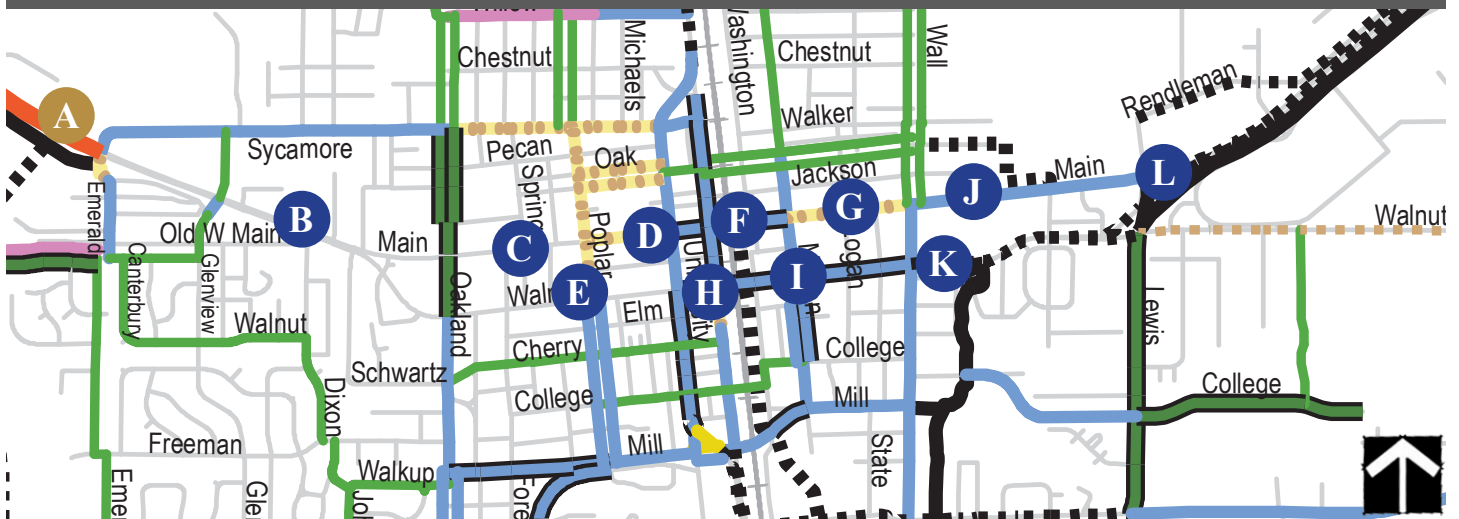 Chestnut
Michaels
Washington
Chestnut
Wall
Rendleman
A
Walker
Sycamore
Pecan
Oak
Jackson
Main
L
Emerald
Spring
J
G
B
Old W Main
Main
C
Poplar
D
F
Logan
Walnut
Canterbury
Glenview
Oakland
E
H
I
K
Elm
Lewis
Walnut
Cherry
College
Schwartz
College
College
Dixon
Mill
Freeman
Mill
State
Walkup